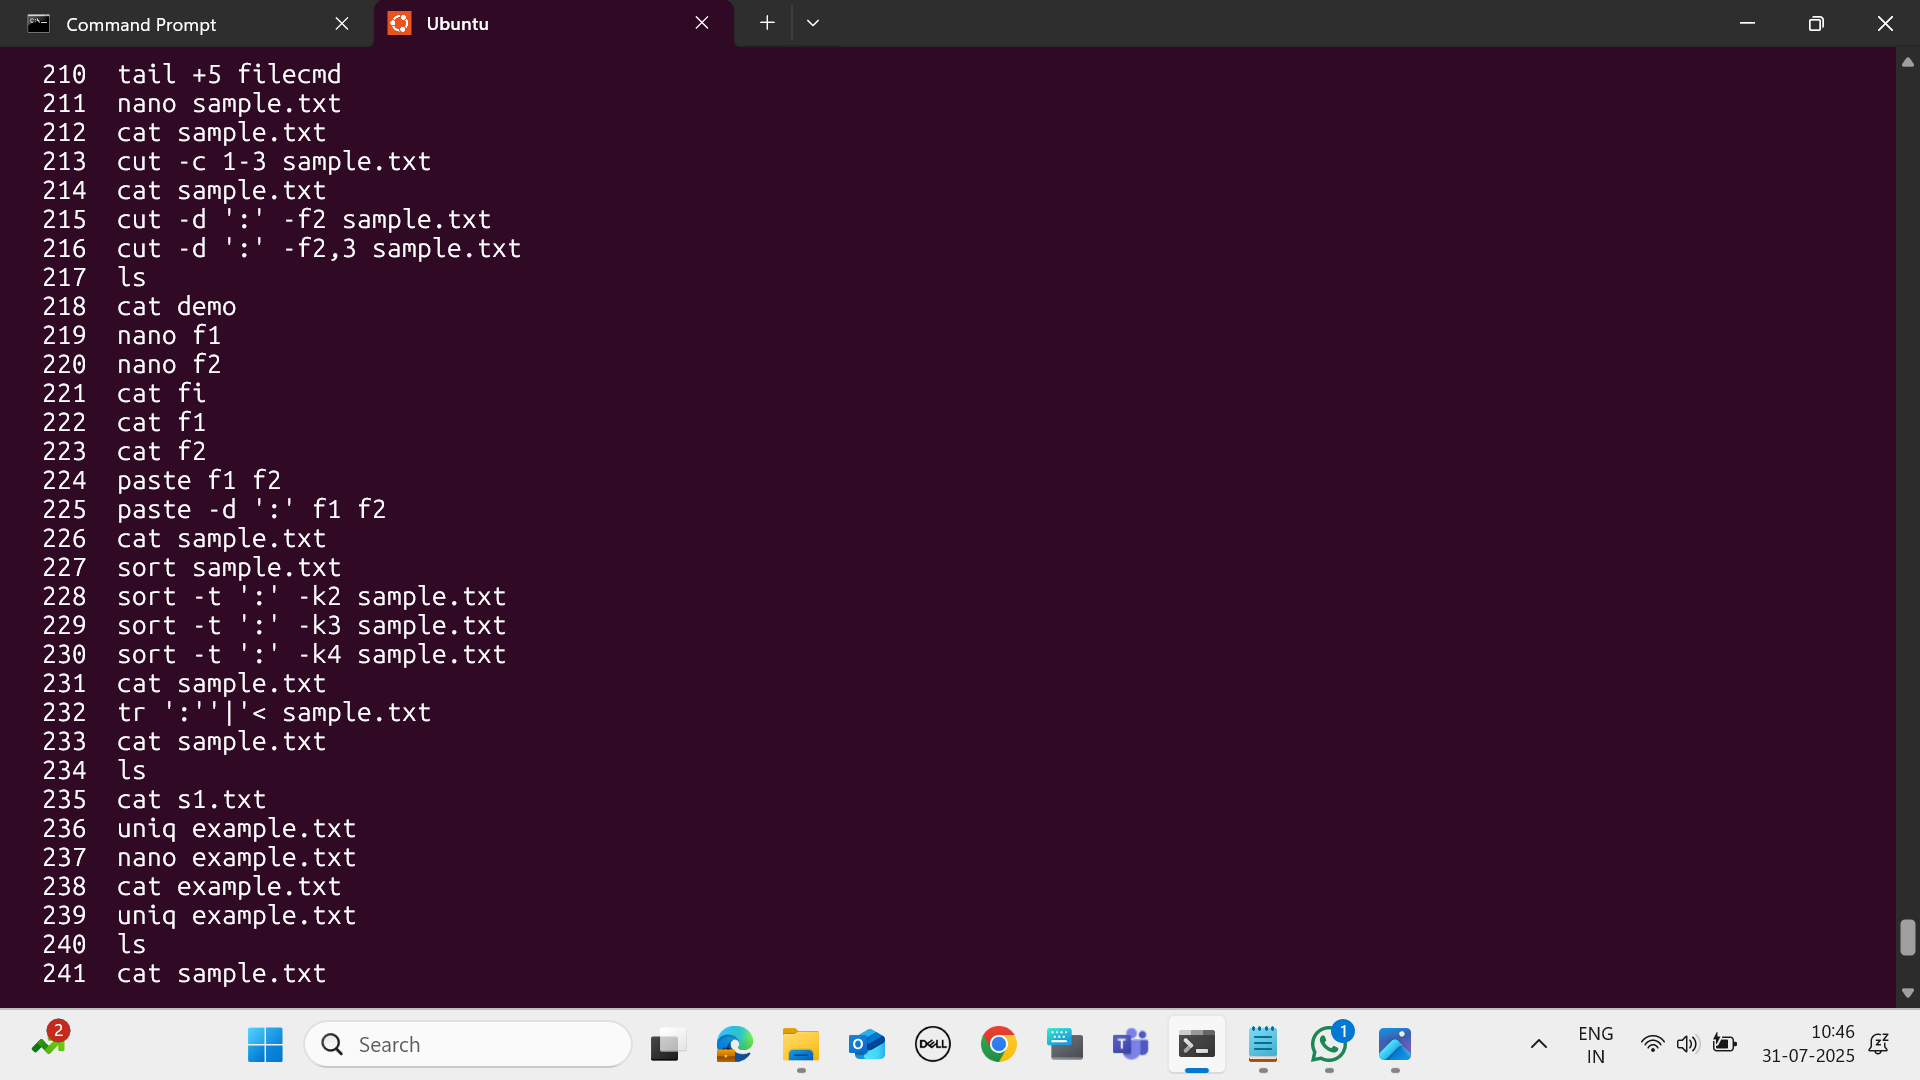 Command Prompt
Ubuntu
210 tail +5 filecmd
211 nano sample.txt
212 cat sample.txt
213 cut -c 1-3 sample.txt
214 cat sample.txt
215 cut -d ':' -f2 sample.txt
216 cut -d ':' -f2,3 sample.txt
217 ls
218 cat demo
219 nano f1
220 nano f2
221 cat fi
222 cat f1
223 cat f2
224 paste f1 f2
225 paste -d ':' f1 f2
226 cat sample.txt
227 sort sample.txt
228 sort -t ':' -k2 sample.txt
229 sort -t ':' -k3 sample.txt
230 sort -t ':' -k4 sample.txt
231 cat sample.txt
232 tr ':''|'< sample.txt
233 cat sample.txt
234 ls
235 cat s1.txt
236 uniq example.txt
237 nano example.txt
238 cat example.txt
239 uniq example.txt
240 ls
241 cat sample.txt
2
Search
DELL
1
ENG
IN
10:46
31-07-2025